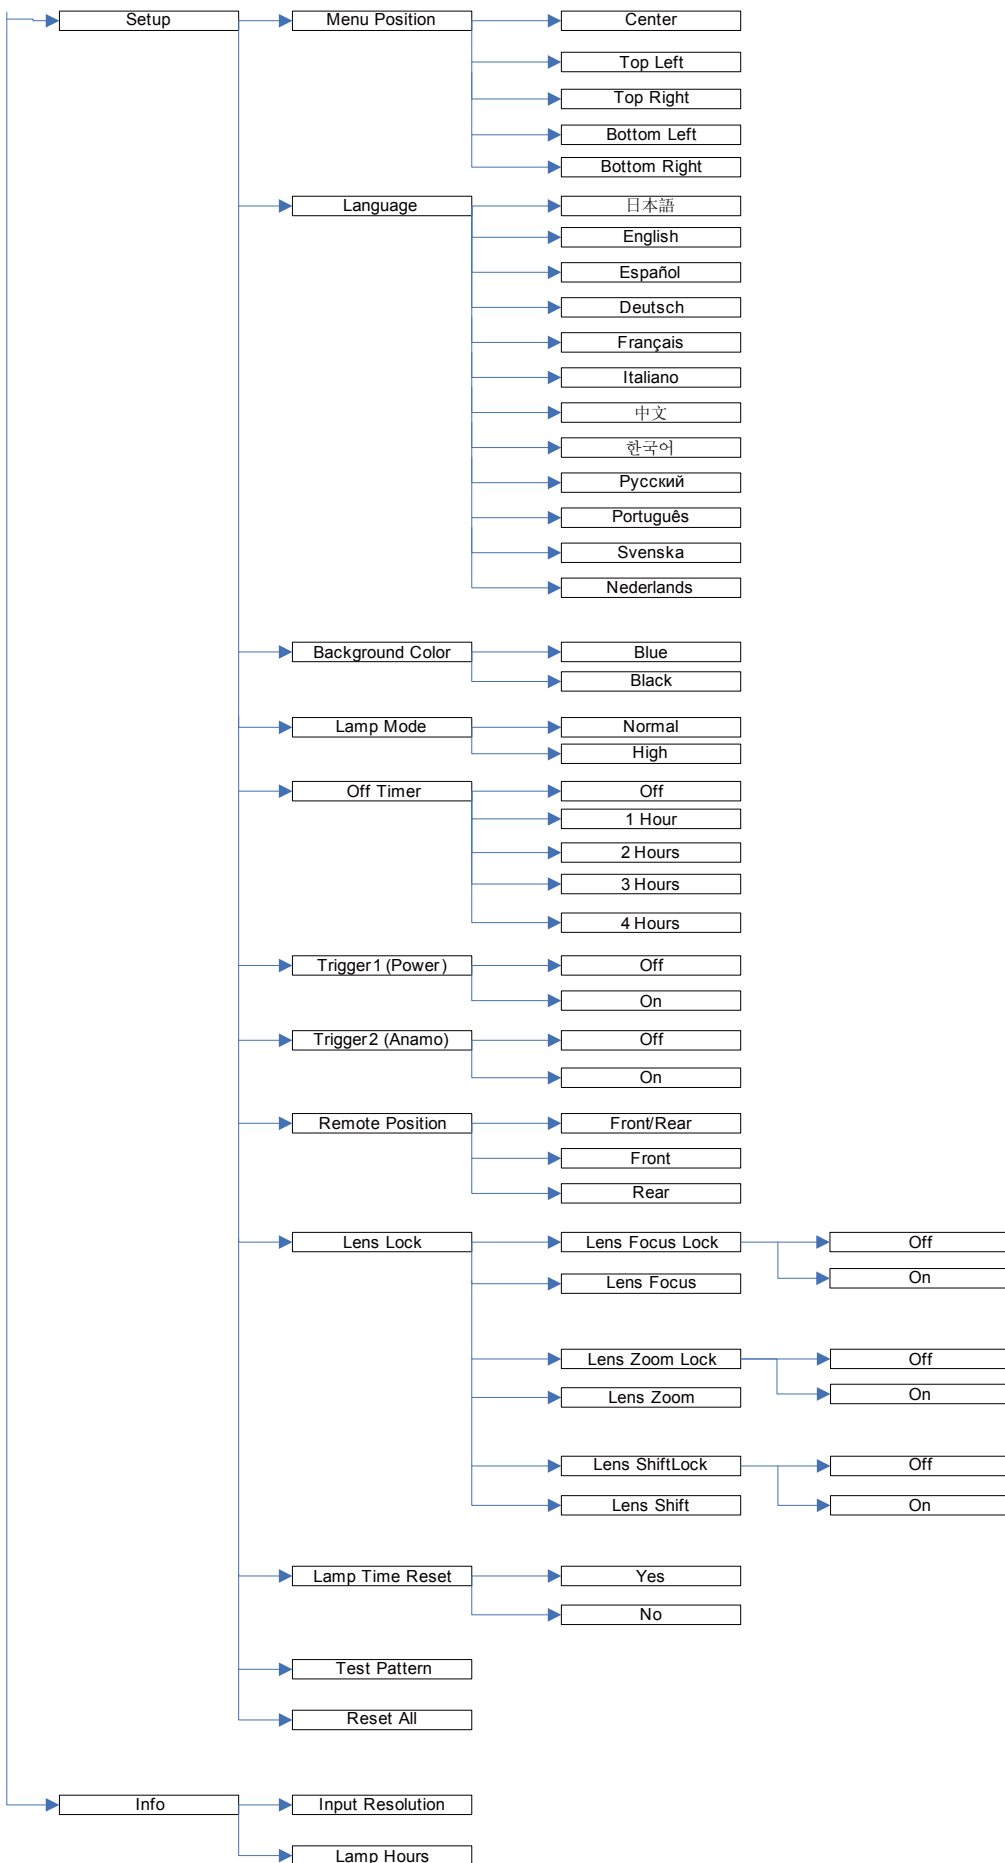 Setup
Menu Position
Center
Top Left
Top Right
Bottom Left
Bottom Right
Language
日本語
English
Español
Deutsch
Français
Italiano
中文
한국어
Русский
Português
Svenska
Nederlands
Background Color
Blue
Black
Lamp Mode
Normal
High
Off Timer
Off
1 Hour
2 Hours
3 Hours
4 Hours
Trigger1 (Power)
Off
On
Trigger2 (Anamo)
Off
On
Remote Position
Front/Rear
Front
Rear
Lens Lock
Lens Focus Lock
Off
On
Lens Focus
Lens Zoom Lock
Off
On
Lens Zoom
Lens ShiftLock
Off
On
Lens Shift
Lamp Time Reset
Yes
No
Test Pattern
Reset All
Info
Input Resolution
Lamp Hours